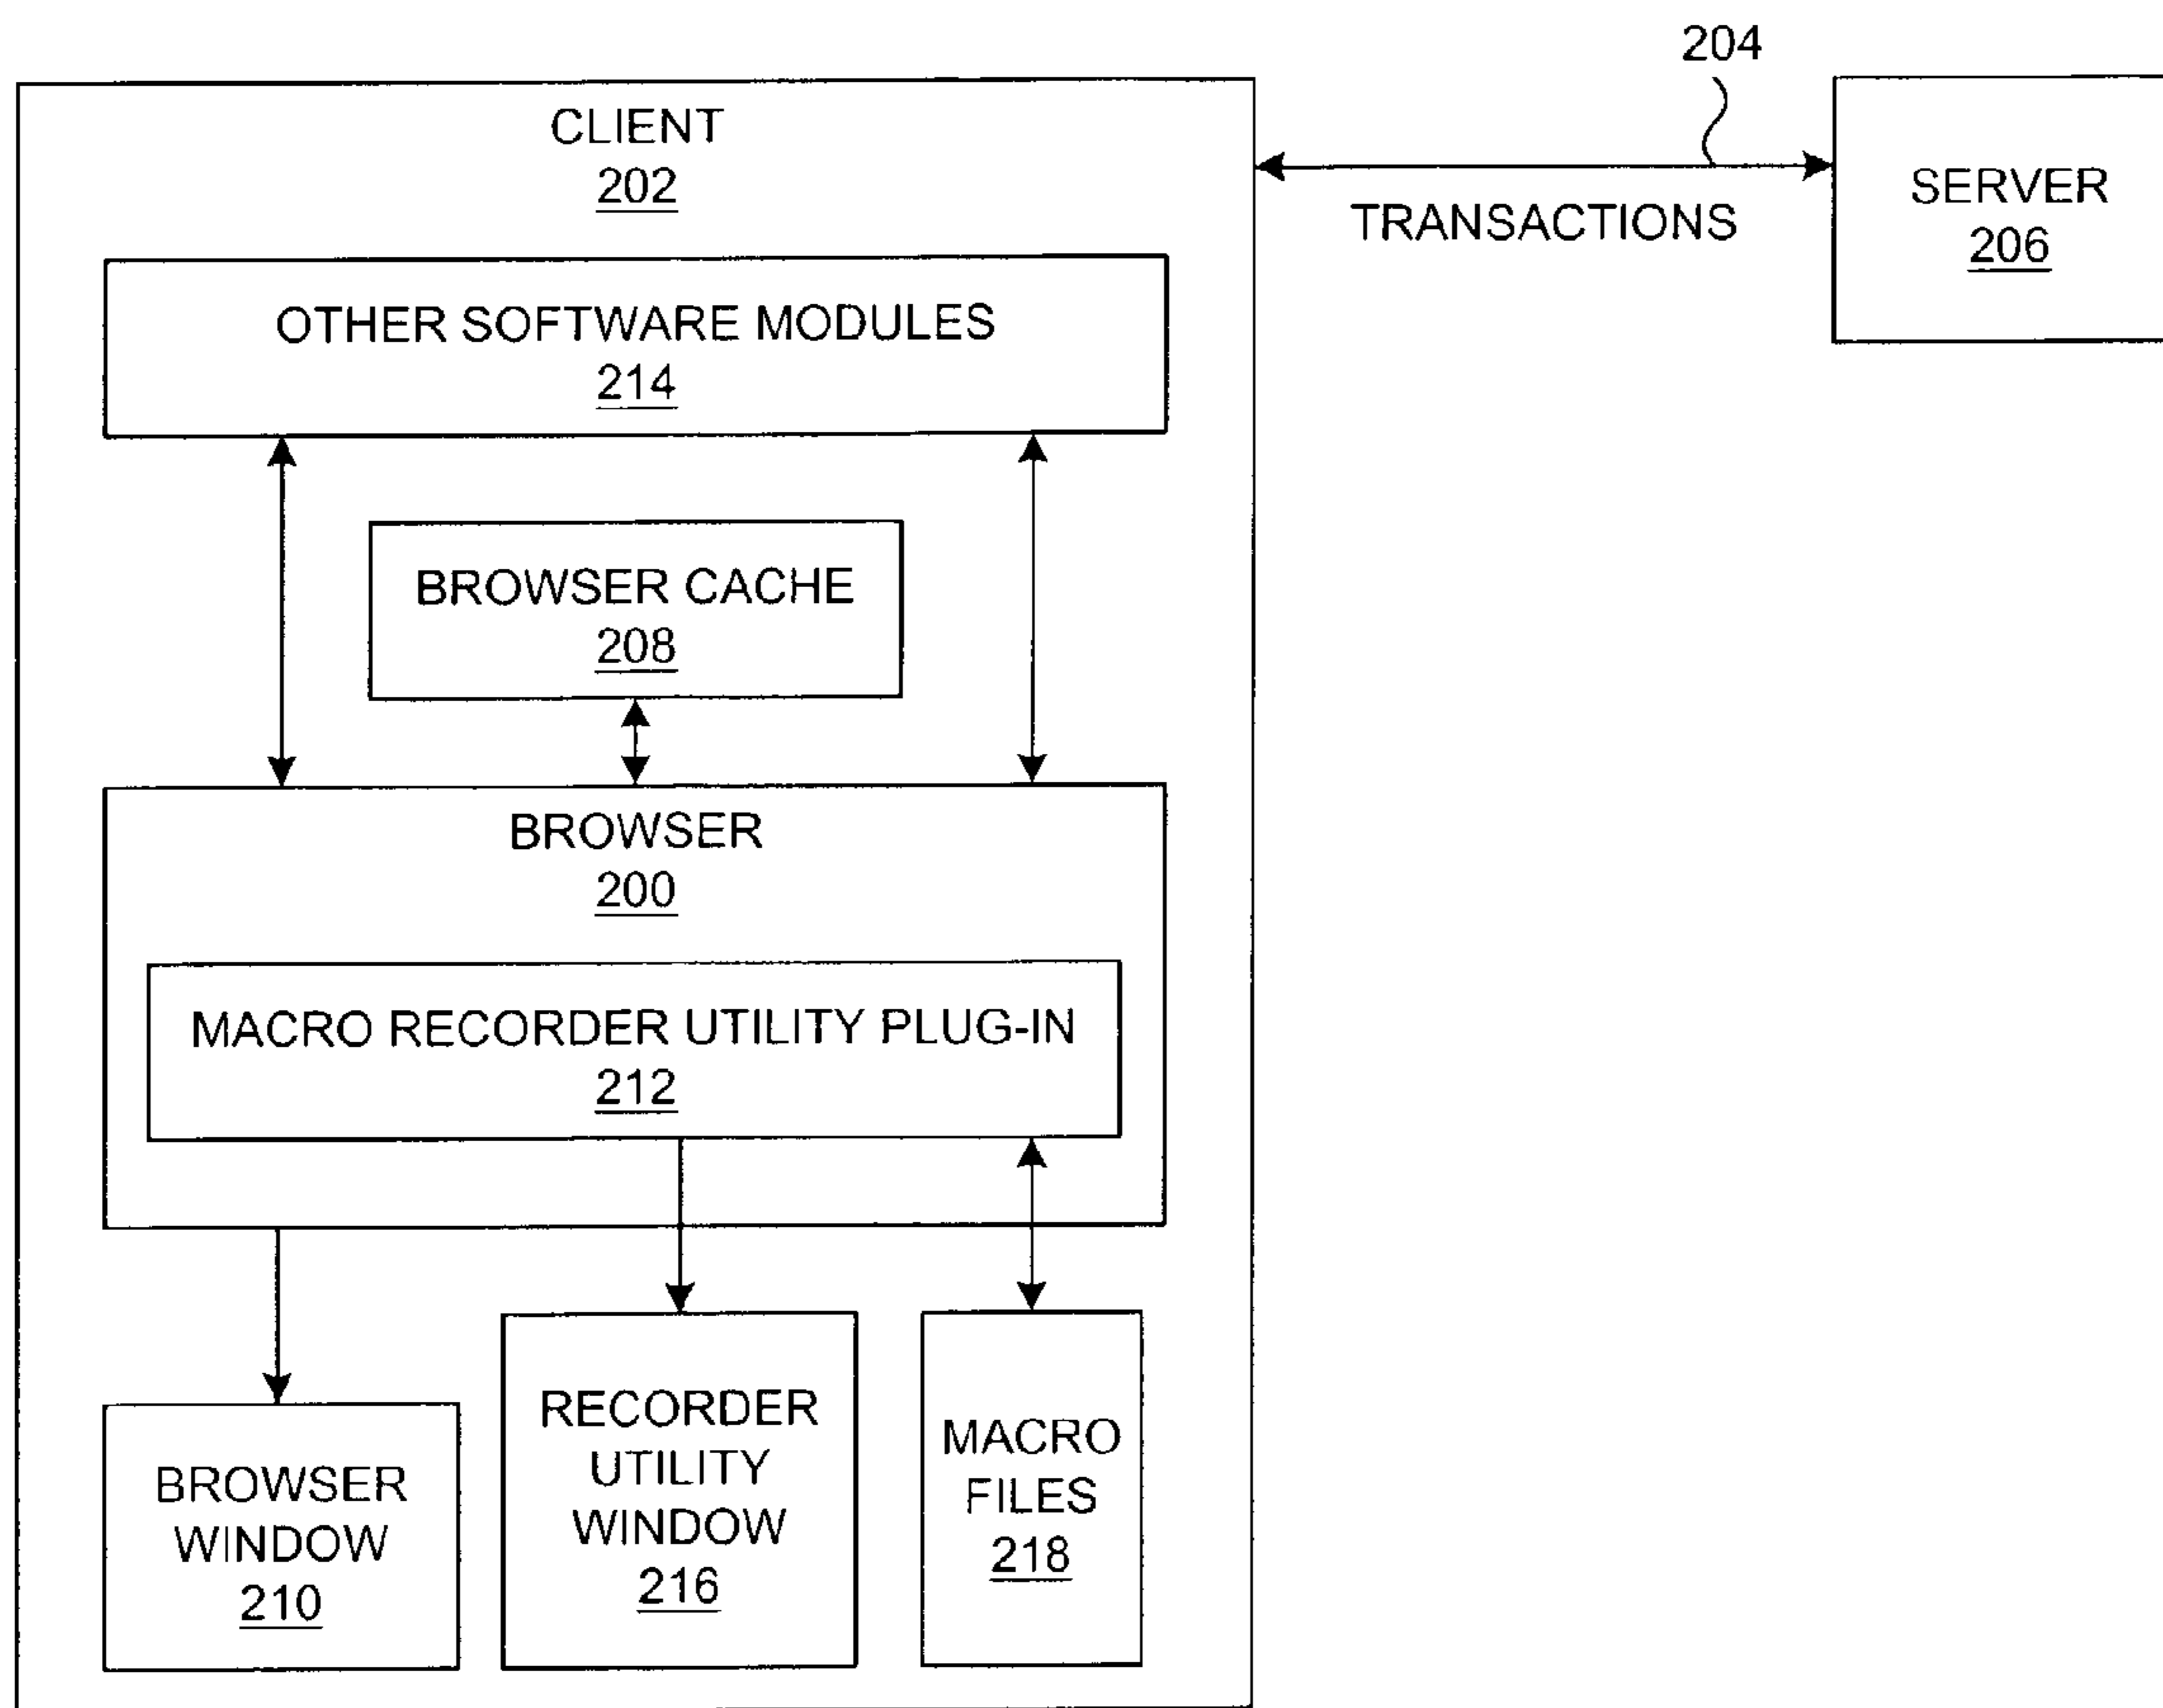 204
CLIENT
202
TRANSACTIONS
SERVER
206
OTHER SOFTWARE MODULES
214
BROWSER CACHE
208
BROWSER
200
MACRO RECORDER UTILITY PLUG-IN
212
BROWSER
WINDOW
210
RECORDER
UTILITY
WINDOW
216
MACRO
FILES
218